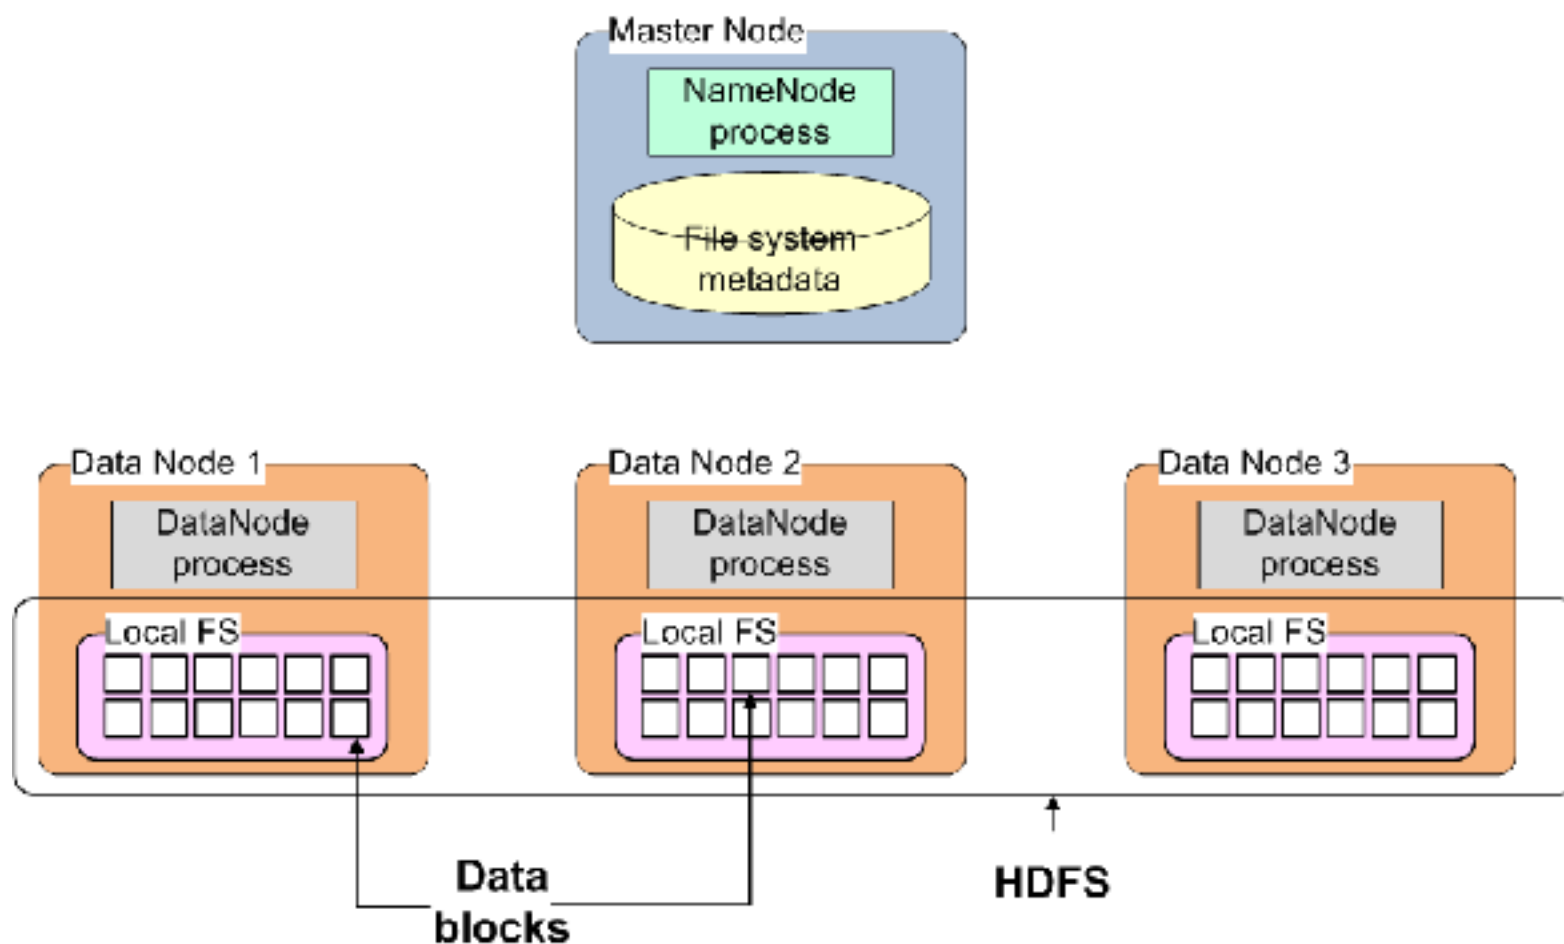 Master Node
NameNode
process
File system
metadata
Data Node 1
Data Node 2
Data Node 3
DataNode
process
DataNode
process
DataNode
process
Local FS
Local FS
Local FS
Data
blocks
HDFS